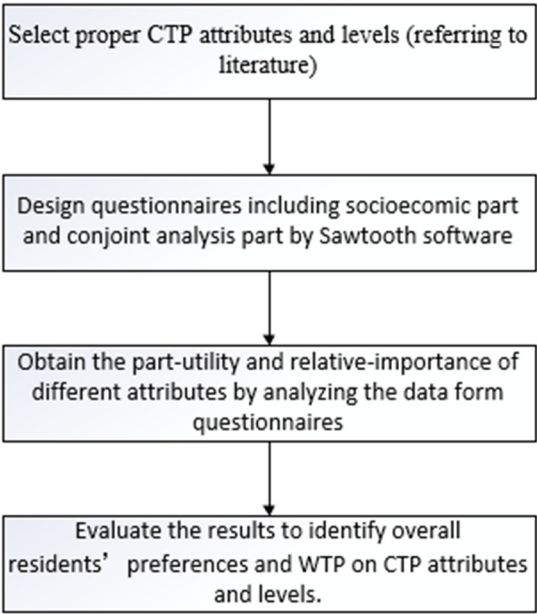 Select proper CTP attributes and levels (referring to
literature)
Design questionnaires including socioecomic part
and conjoint analysis part by Sawtooth software
Obtain the part-utility and relative-importance of
different attributes by analyzing the data form
questionnaires
Evaluate the results to identify overall
residents’ preferences and WTP on CTP attributes
and levels.